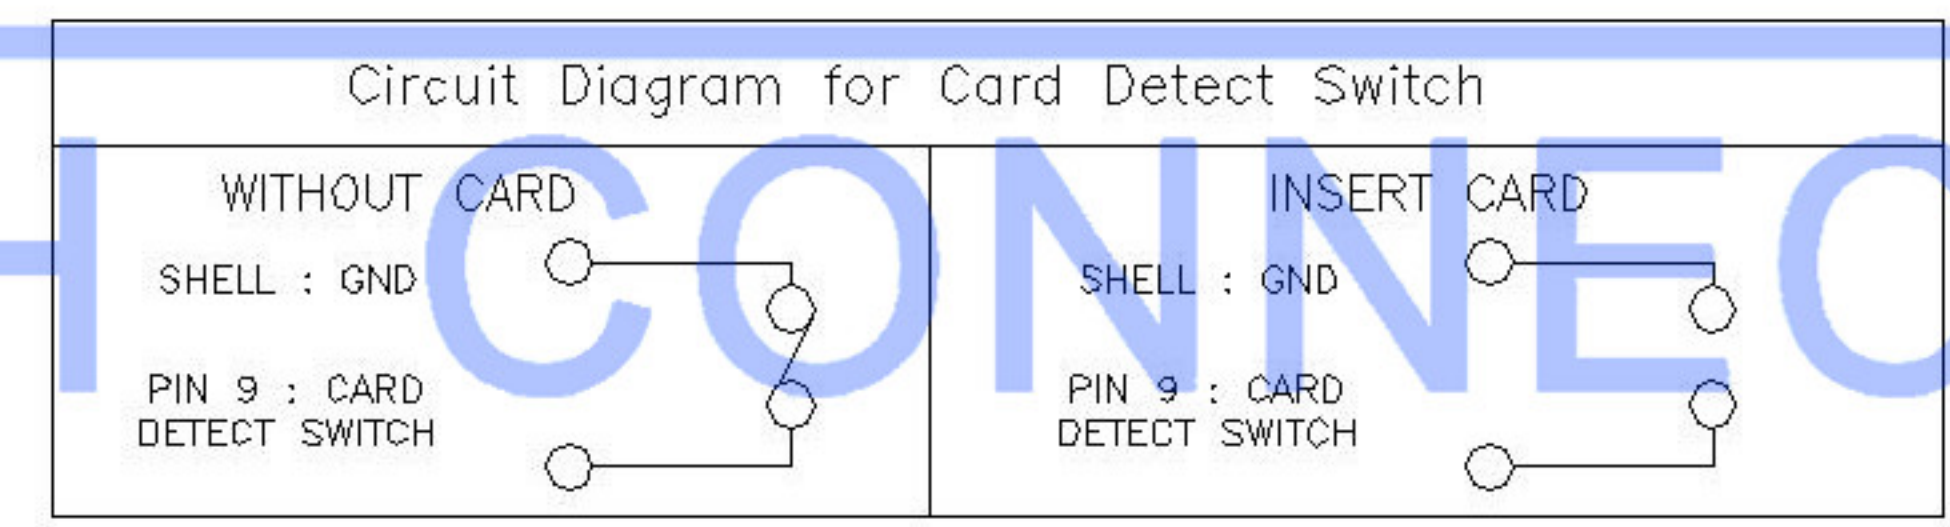 Circuit Diagram for Card Detect Switch
WITHOUT CARD
SHELL : GND
PIN 9 : CARD
DETECT SWITCH
INSERT CARD
SHELL : GND
PIN 9 : CARD
DETECT SWITCH
H CONNEC